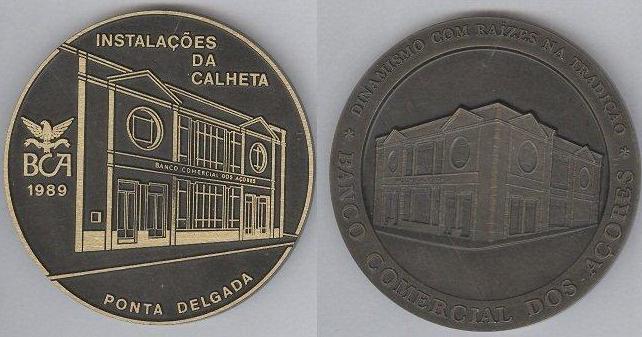 INSTALAÇÕES
DA
CALHETA
BCA
1989
BANCO COMERCIAL DOS AÇORES
PONTA DELGADA
* DINAMISMO COM RAÍZES NA TRADIÇÃO *
BANCO COMERCIAL DOS AÇORES